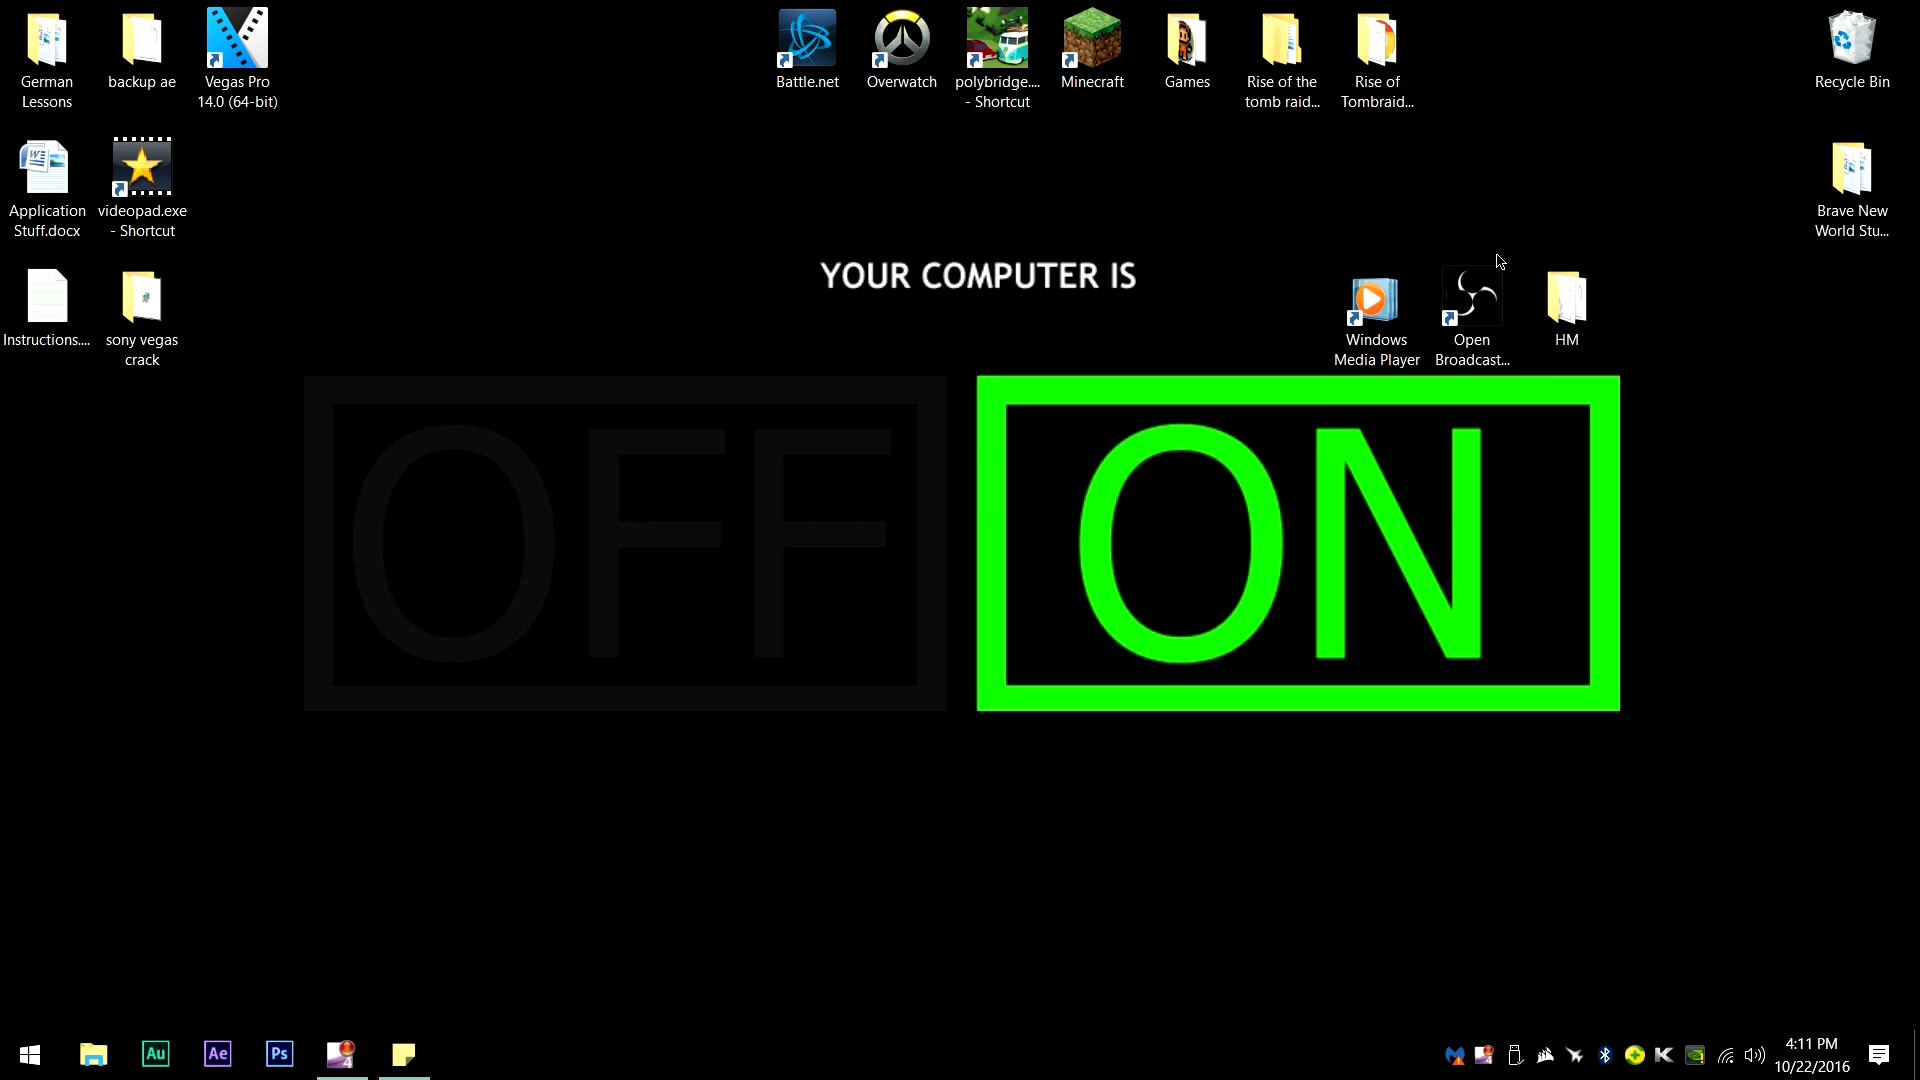 German
Lessons
backup ae
Vegas Pro
14.0 (64-bit)
Battle.net
Overwatch
polybridge....
- Shortcut
Minecraft
Games
Rise of the
tomb raid...
Rise of
Tombraid...
Recycle Bin
Application
Stuff.docx
videopad.exe
- Shortcut
Brave New
World Stu...
YOUR COMPUTER IS
Instructions....
sony vegas
crack
Windows
Media Player
Open
Broadcast...
HM
OFF
ON
Au
Ae
Ps
4
4
K
4:11 PM
10/22/2016